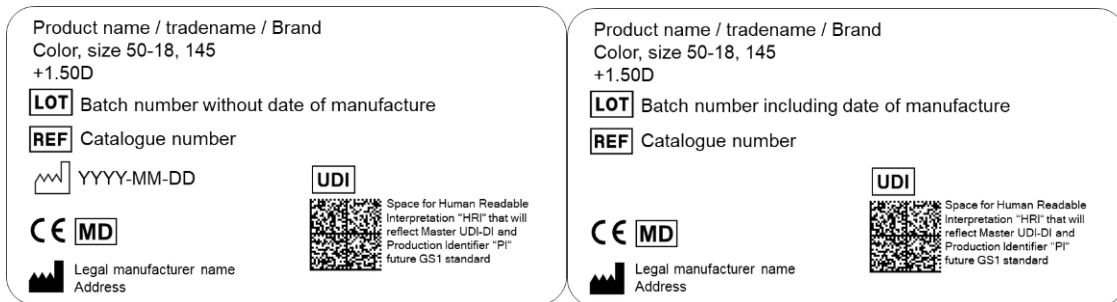 Product name / tradename / Brand
Color, size 50-18, 145
+1.50D
LOT Batch number without date of manufacture
REF Catalogue number
YYYY-MM-DD
UDI
Space for Human Readable
Interpretation "HRI" that will
reflect Master UDI-DI and
Production Identifier "PI"
future GS1 standard
CE MD
Legal manufacturer name
Address
Product name / tradename / Brand
Color, size 50-18, 145
+1.50D
LOT Batch number including date of manufacture
REF Catalogue number
UDI
Space for Human Readable
Interpretation "HRI" that will
reflect Master UDI-DI and
Production Identifier "PI"
future GS1 standard
CE MD
Legal manufacturer name
Address